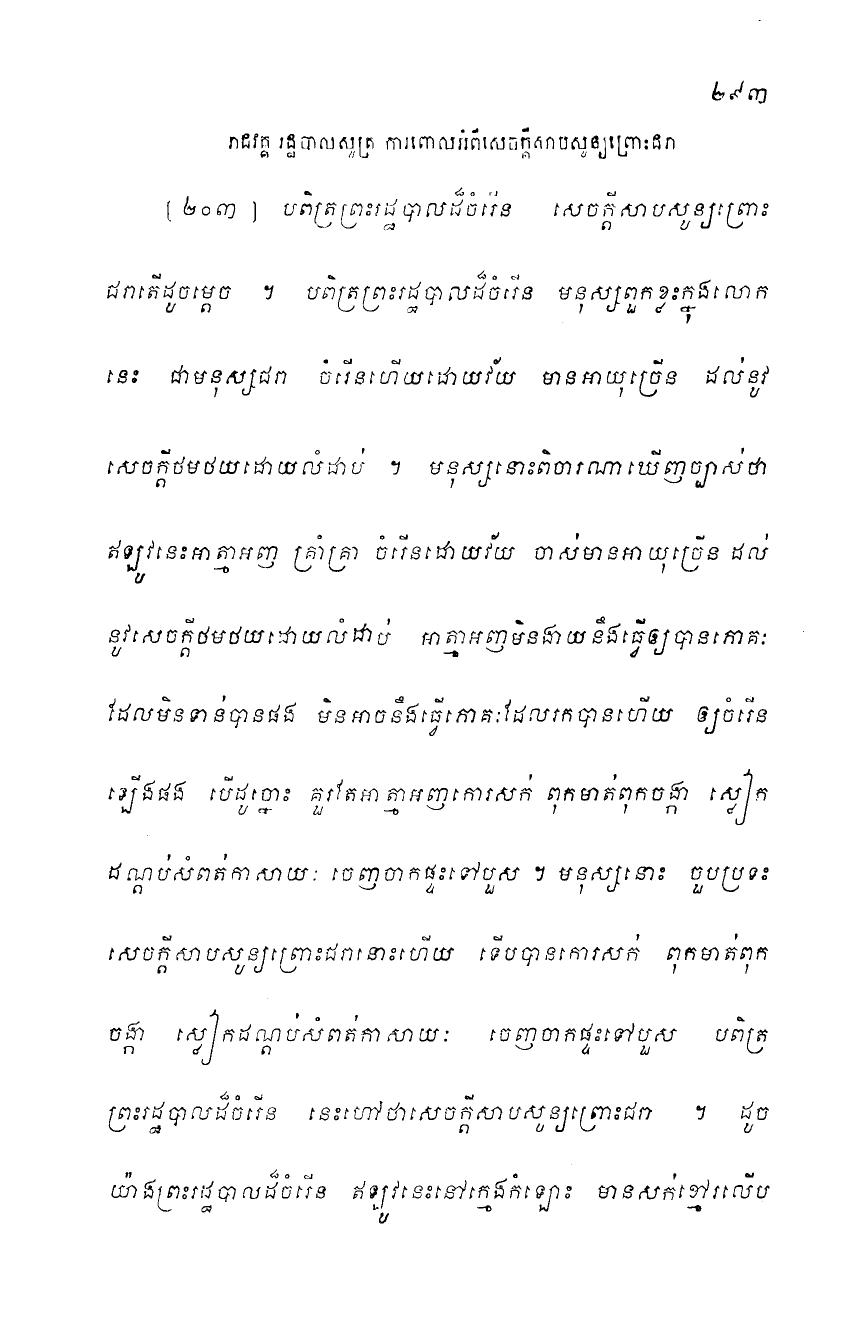 ២៩៣
រាជវគ្គ រដ្ឋបាលសូត្រ ការពោលអំពីសេចក្តីសាបសូន្យព្រោះជរា
[ ២០៣ ] បពិត្រព្រះរដ្ឋបាលដ៏ចំរើន សេចក្តីសាបសូន្យព្រោះ
ជរាតើដូចម្តេច ។ បពិត្រព្រះរដ្ឋបាលដ៏ចំរើន មនុស្សពួកខ្លះក្នុងលោក
នេះ ជាមនុស្សជរា ចំរើនហើយដោយវ័យ មានអាយុច្រើន ដល់នូវ
សេចក្តីថមថយដោយលំដាប់ ។ មនុស្សនោះពិចារណាឃើញច្បាស់ថា
ឥឡូវនេះអាត្មាអញ គ្រាំគ្រា ចំរើនដោយវ័យ ចាស់មានអាយុច្រើន ដល់
នូវសេចក្តីថមថយដោយលំដាប់ អាត្មាអញមិនងាយនឹងធ្វើឲ្យបានភោគៈ
ដែលមិនទាន់បានផង មិនអាចនឹងធ្វើភោគៈដែលរកបានហើយ ឲ្យចំរើន
ឡើងផង បើដូច្នោះ គួរតែអាត្មាអញកោរសក់ ពុកមាត់ពុកចង្កា ស្លៀក
ដណ្តប់សំពត់កាសាយៈ ចេញចាកផ្ទះទៅបួស ។ មនុស្សនោះ ចួបប្រទះ
សេចក្តីសាបសូន្យព្រោះជរានោះហើយ ទើបបានកោរសក់ ពុកមាត់ពុក
ចង្កា ស្លៀកដណ្តប់សំពត់កាសាយៈ ចេញចាកផ្ទះទៅបួស បពិត្រ
ព្រះរដ្ឋបាលដ៏ចំរើន នេះហៅថាសេចក្តីសាបសូន្យព្រោះជរា ។ ដូច
យ៉ាងព្រះរដ្ឋបាលដ៏ចំរើន ឥឡូវនេះនៅក្មេងកំឡោះ មានសក់ខ្មៅរលើប